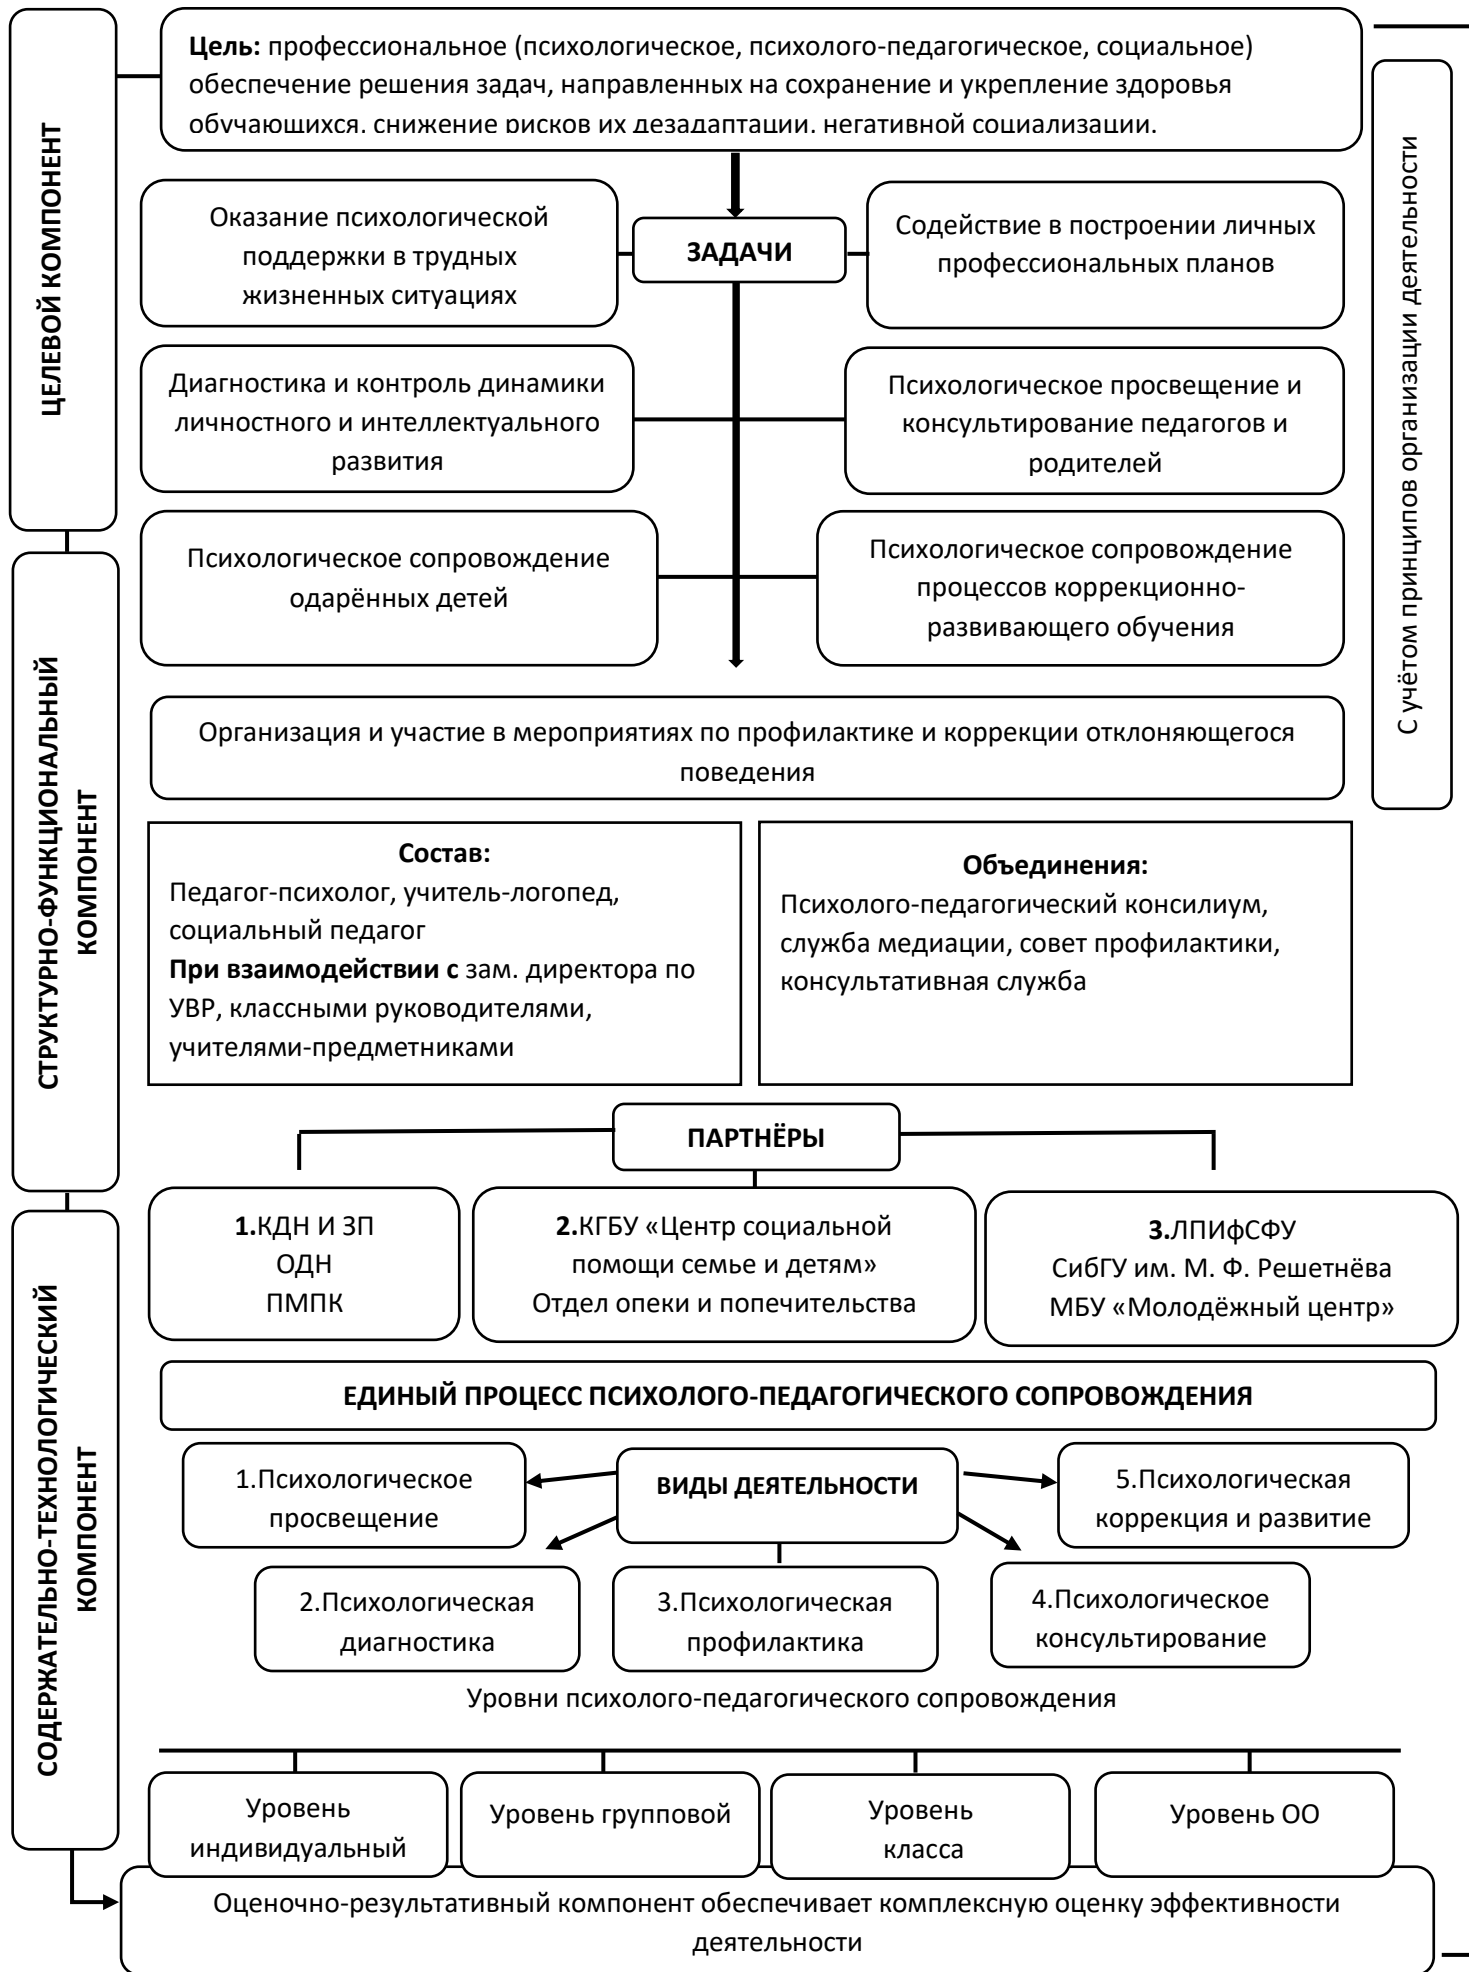 ЦЕЛЕВОЙ КОМПОНЕНТ
Цель: профессиональное (психологическое, психолого-педагогическое, социальное)
обеспечение решения задач, направленных на сохранение и укрепление здоровья
обучающихся, снижение рисков их дезадаптации, негативной социализации.
С учётом принципов организации деятельности
Оказание психологической
поддержки в трудных
жизненных ситуациях
ЗАДАЧИ
Содействие в построении личных
профессиональных планов
Диагностика и контроль динамики
личностного и интеллектуального
развития
Психологическое просвещение и
консультирование педагогов и
родителей
Психологическое сопровождение
одарённых детей
Психологическое сопровождение
процессов коррекционно-
развивающего обучения
СТРУКТУРНО-ФУНКЦИОНАЛЬНЫЙ
КОМПОНЕНТ
Организация и участие в мероприятиях по профилактике и коррекции отклоняющегося
поведения
Состав:
Педагог-психолог, учитель-логопед,
социальный педагог
При взаимодействии с зам. директора по
УВР, классными руководителями,
учителями-предметниками
Объединения:
Психолого-педагогический консилиум,
служба медиации, совет профилактики,
консультативная служба
ПАРТНЁРЫ
1.КДН И ЗП
ОДН
ПМПК
2.КГБУ «Центр социальной
помощи семье и детям»
Отдел опеки и попечительства
3.ЛПИфСФУ
СибГУ им. М. Ф. Решетнёва
МБУ «Молодёжный центр»
СОДЕРЖАТЕЛЬНО-ТЕХНОЛОГИЧЕСКИЙ
КОМПОНЕНТ
ЕДИНЫЙ ПРОЦЕСС ПСИХОЛОГО-ПЕДАГОГИЧЕСКОГО СОПРОВОЖДЕНИЯ
1.Психологическое
просвещение
ВИДЫ ДЕЯТЕЛЬНОСТИ
5.Психологическая
коррекция и развитие
2.Психологическая
диагностика
3.Психологическая
профилактика
4.Психологическое
консультирование
Уровни психолого-педагогического сопровождения
Уровень
индивидуальный
Уровень групповой
Уровень
класса
Уровень ОО
Оценочно-результативный компонент обеспечивает комплексную оценку эффективности
деятельности